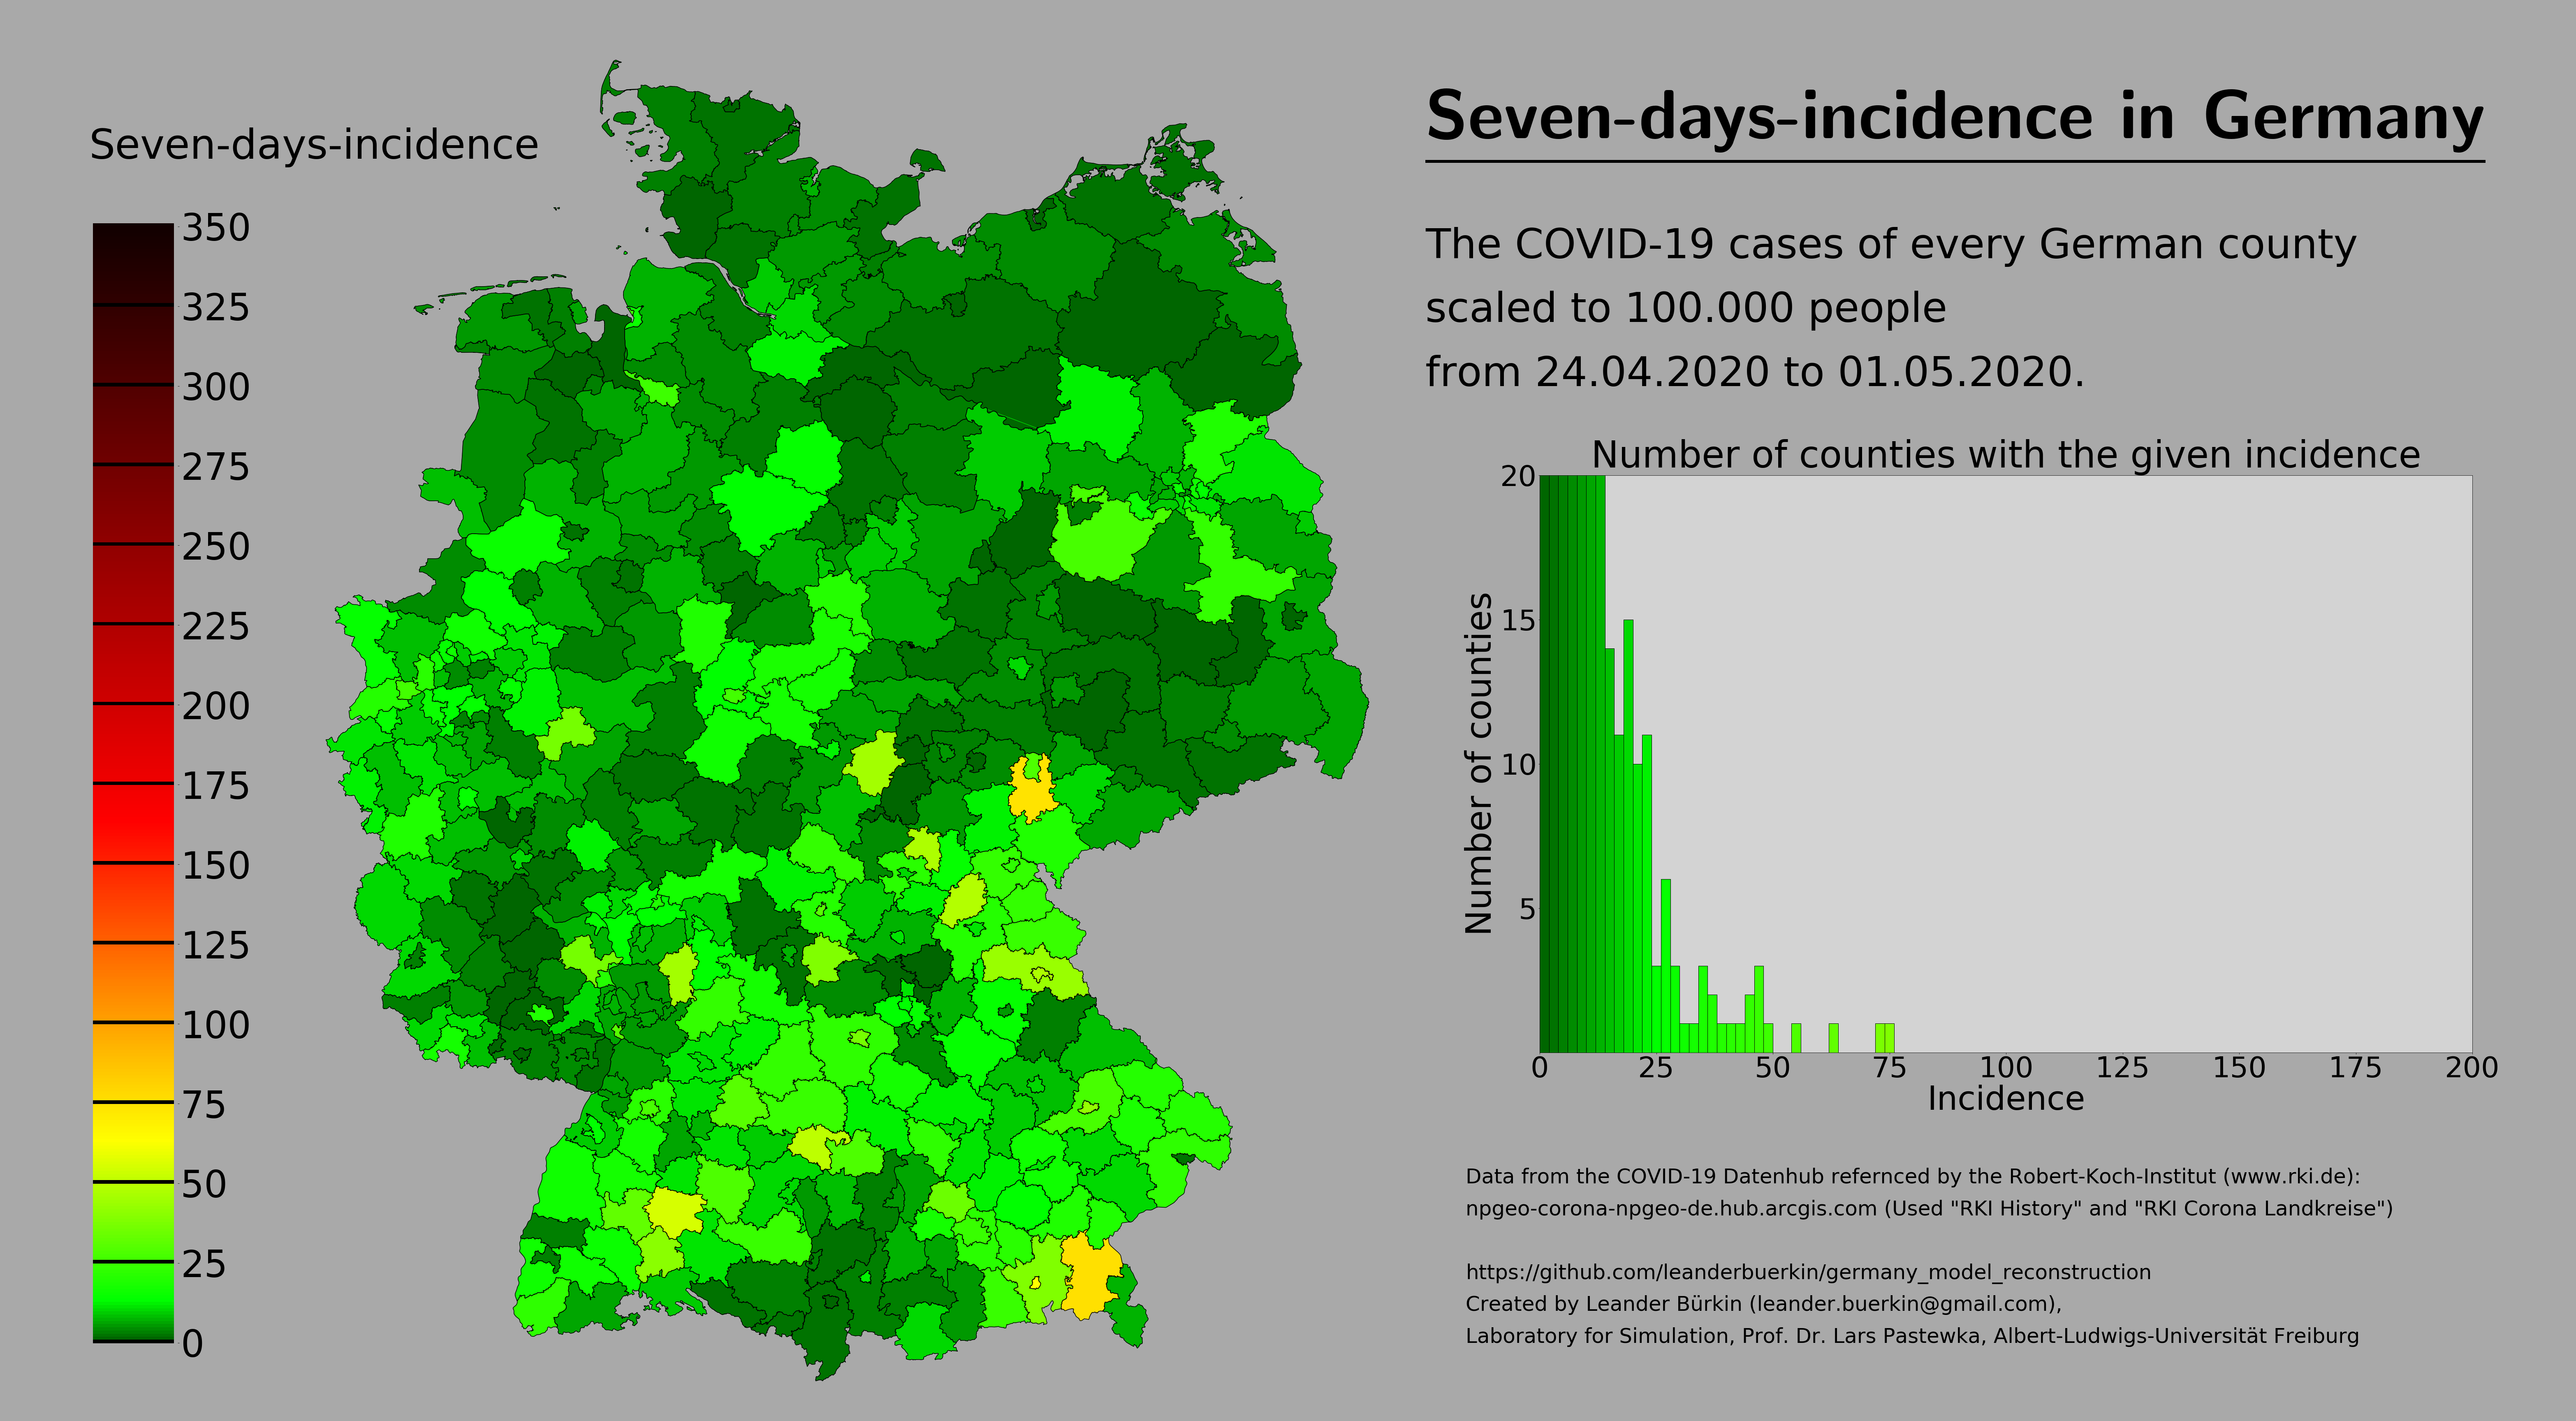 Seven-days-incidence in Germany
Seven-days-incidence
350
325
300
275
250
225
200
175
150
125
100
75
50
25
0
The COVID-19 cases of every German county
scaled to 100.000 people
from 24.04.2020 to 01.05.2020.
Number of counties with the given incidence
20
15
10
5
Number of counties
0 25 50 75 100 125 150 175 200
Incidence
Data from the COVID-19 Datenhub refernced by the Robert-Koch-Institut (www.rki.de):
npgeo-corona-npgeo-de.hub.arcgis.com (Used "RKI History" and "RKI Corona Landkreise")
https://github.com/leanderbuerkin/germany_model_reconstruction
Created by Leander Bürkin (leander.buerkin@gmail.com),
Laboratory for Simulation, Prof. Dr. Lars Pastewka, Albert-Ludwigs-Universität Freiburg